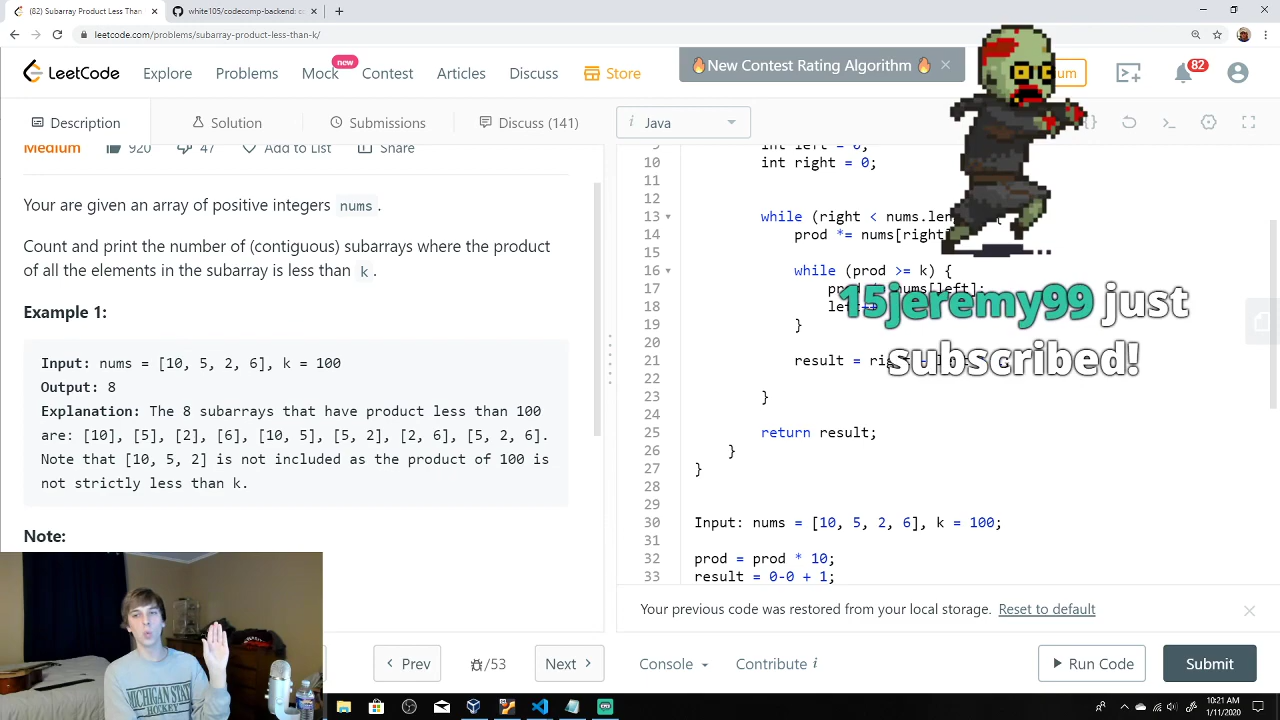 (82) Subarray Product Less Than
white105/codecomp-backend: co
leetcode.com/problems/subarray-product-less-than-k/
LeetCode
Explore
Problems
Mock
new
Contest
Articles
Discuss
Store
🔥New Contest Rating Algorithm 🔥
82
Description
Solution
Submissions
Discuss (141)
Java
Medium
920
47
Add to List
Share
Your are given an array of positive integers nums.
Count and print the number of (contiguous) subarrays where the product
of all the elements in the subarray is less than k.
Example 1:
Input: nums = [10, 5, 2, 6], k = 100
Output: 8
Explanation: The 8 subarrays that have product less than 100
are: [10], [5], [2], [6], [10, 5], [5, 2], [2, 6], [5, 2, 6].
Note that [10, 5, 2] is not included as the product of 100 is
not strictly less than k.
Note:
10 int right = 0;
11
12
13 while (right < nums.len
14 prod *= nums[right
15
16 while (prod >= k) {
17 nums[left];
18
19 }
20
21 result =
22
23 }
24
25 return result;
26 }
27 }
28
29
30 Input: nums = [10, 5, 2, 6], k = 100;
31
32 prod = prod * 10;
33 result = 0-0 + 1;
15jeremy99 just
subscribed!
Your previous code was restored from your local storage. Reset to default
Prev
/53
Next
Console
Contribute i
Run Code
Submit
MICHIGAN STATE
HOCKEY
10:21 AM
1/11/2020